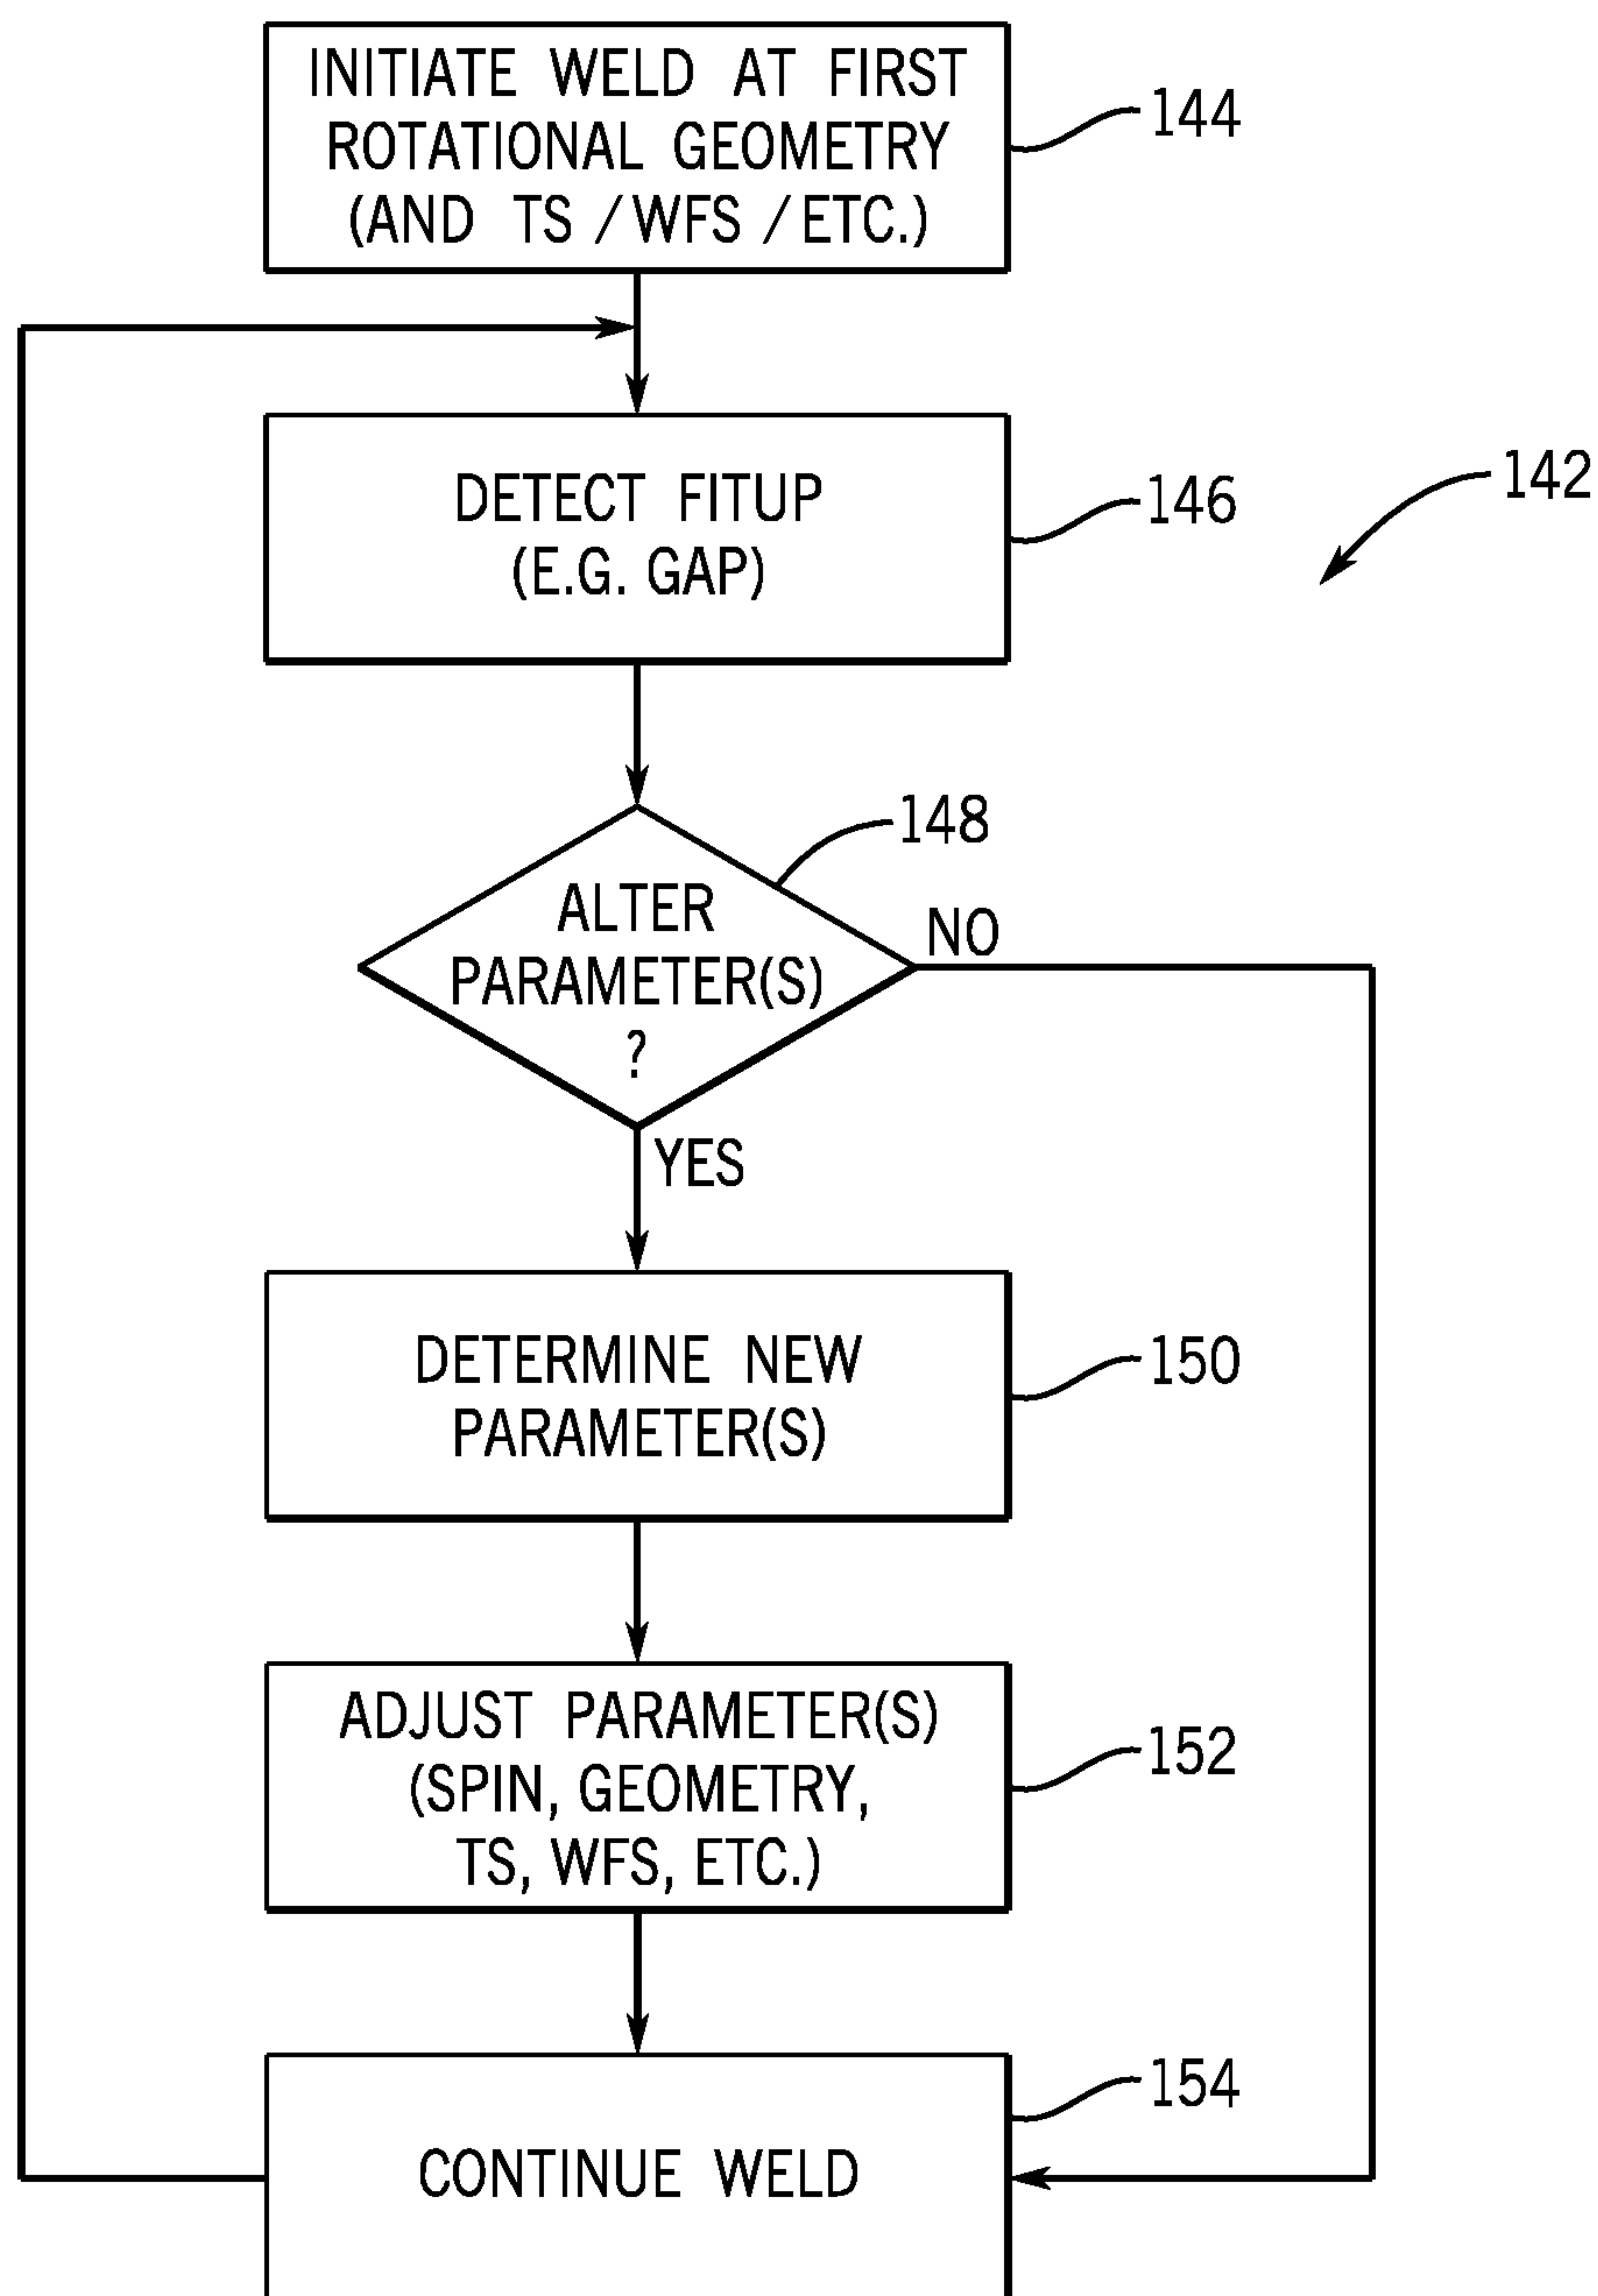 INITIATE WELD AT FIRST
ROTATIONAL GEOMETRY
(AND TS / WFS / ETC.)
144
DETECT FITUP
(E.G. GAP)
146
142
148
ALTER
PARAMETER(S)
?
NO
YES
DETERMINE NEW
PARAMETER(S)
150
ADJUST PARAMETER(S)
(SPIN, GEOMETRY,
TS, WFS, ETC.)
152
154
CONTINUE WELD